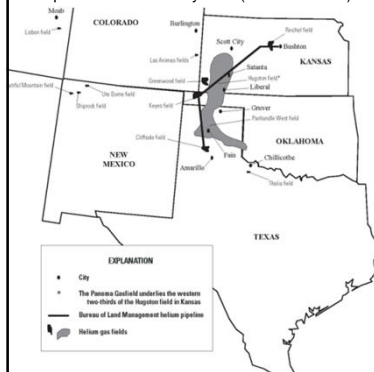 Moab
COLORADO
Lisbon field
Burlington
Reichel field
Scott City
Bushton
Las Animas field
Satanta
KANSAS
Hugoton field*
Greenwood field
Liberal
Ute Dome field
Keyes field
Shiprock field
Gruver
Panhandle West field
OKLAHOMA
Cliffside field
NEW
MEXICO
Fain
Chillicothe
Amarillo
Thalia field
TEXAS
EXPLANATION
City
The Panoma Gasfield underlies the western
two-thirds of the Hugoton field in Kansas
Bureau of Land Management helium pipeline
Helium gas fields